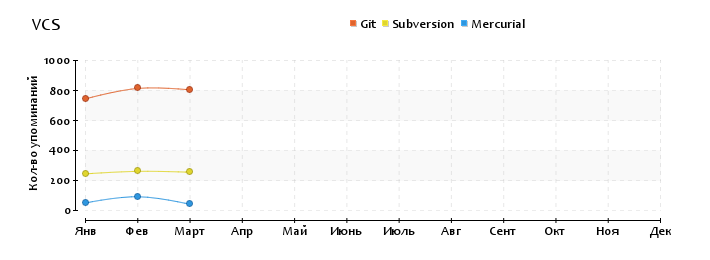 VCS
Git Subversion Mercurial
Кол-во упоминаний
1000
800
600
400
200
0
Янв Фев Март Апр Май Июнь Июль Авг Сент Окт Ноя Дек